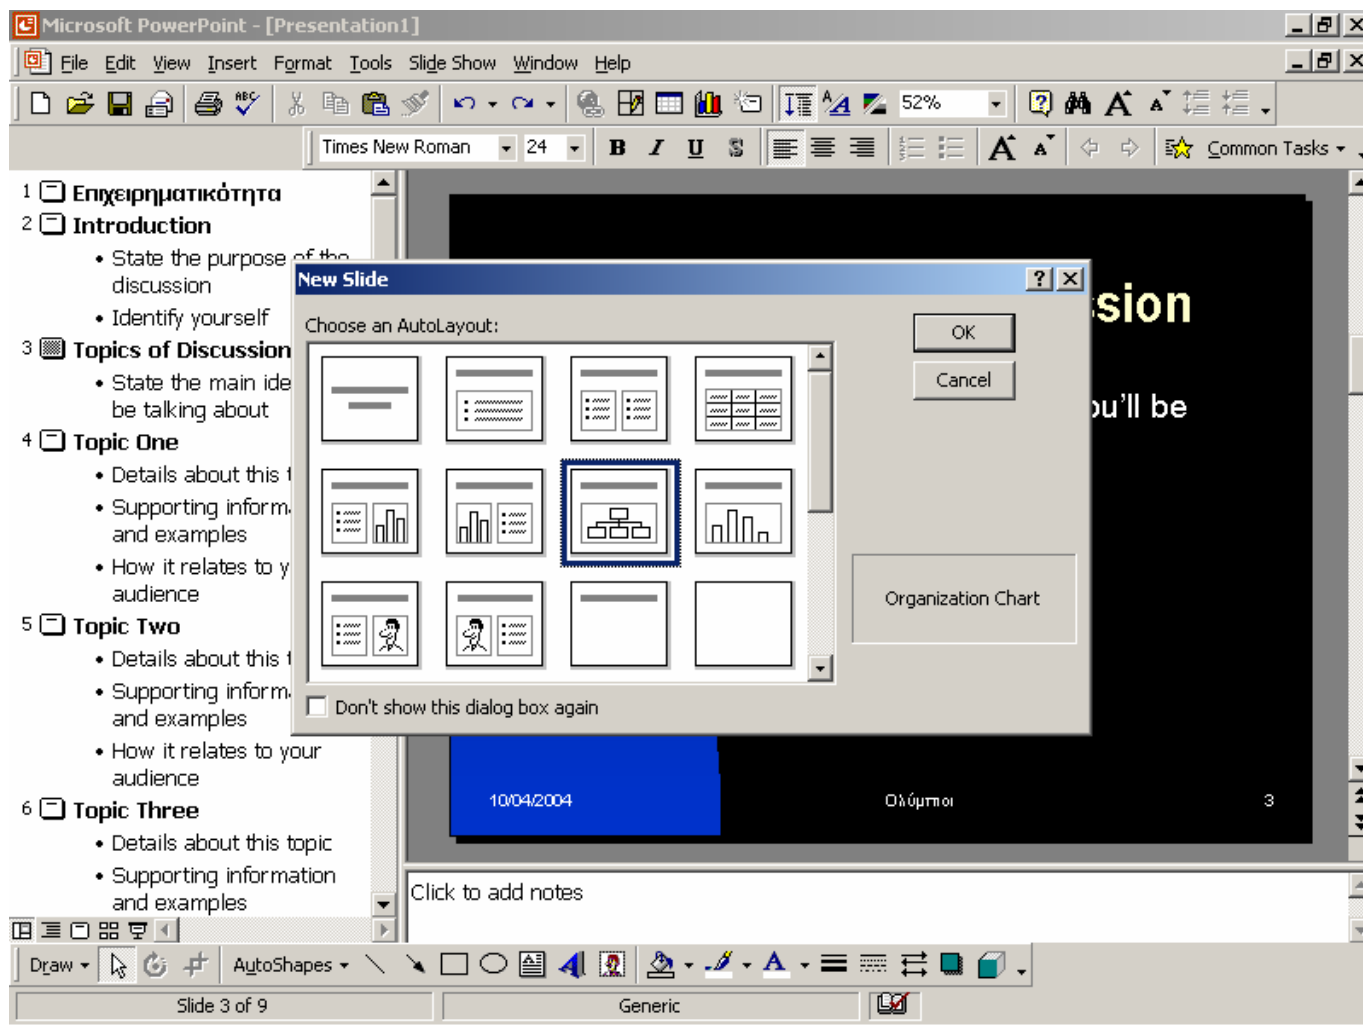 Microsoft PowerPoint - [Presentation1]
File Edit View Insert Format Tools Slide Show Window Help
ABC 52%
Times New Roman 24 B I U S Common Tasks
1 Επιχειρηματικότητα
2 Introduction
• State the purpose of the
discussion
• Identify yourself
3 Topics of Discussion
• State the main ide
be talking about
4 Topic One
• Details about this t
• Supporting inform
and examples
• How it relates to y
audience
5 Topic Two
• Details about this t
• Supporting inform
and examples
• How it relates to your
audience
6 Topic Three
• Details about this topic
• Supporting information
and examples
New Slide
Choose an AutoLayout:
OK
Cancel
Organization Chart
Don't show this dialog box again
sion
ou'll be
10/04/2004 Ολύμποι 3
Click to add notes
Draw AutoShapes
Slide 3 of 9 Generic